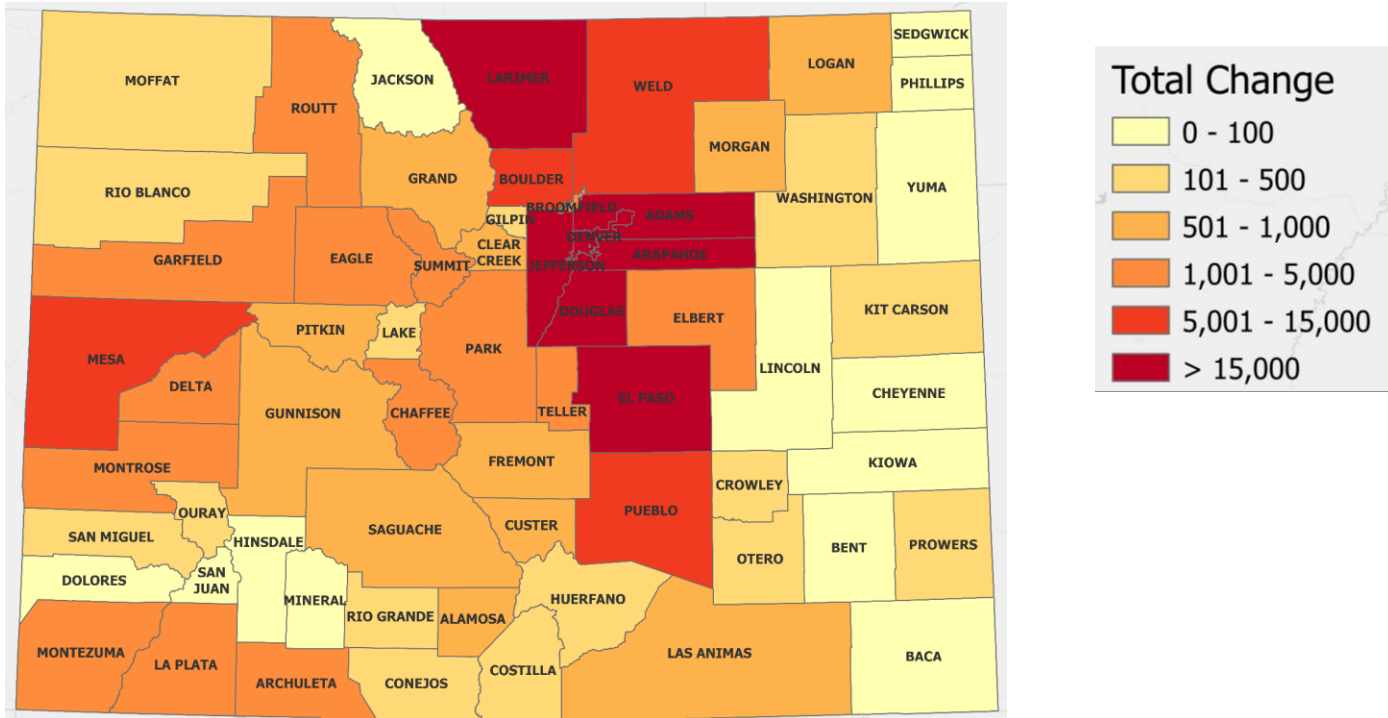 SEDGWICK
LOGAN
JACKSON
LARIMER
MOFFAT
WELD
PHILLIPS
ROUTT
MORGAN
GRAND
BOULDER
YUMA
RIO BLANCO
WASHINGTON
BROOMFIELD
GILPIN
ADAMS
DENVER
CLEAR
CREEK
ARAPAHOE
GARFIELD
EAGLE
SUMMIT
JEFFERSON
DOUGLAS
KIT CARSON
ELBERT
PITKIN
LAKE
PARK
MESA
LINCOLN
DELTA
CHEYENNE
EL PASO
GUNNISON
CHAFFEE
TELLER
MONTROSE
FREMONT
KIOWA
CROWLEY
OURAY
PUEBLO
SAGUACHE
CUSTER
SAN MIGUEL
HINSDALE
OTERO
BENT
PROWERS
DOLORES
SAN
JUAN
MINERAL
RIO GRANDE
ALAMOSA
HUERFANO
MONTEZUMA
LA PLATA
LAS ANIMAS
BACA
COSTILLA
ARCHULETA
CONEJOS
Total Change
0 - 100
101 - 500
501 - 1,000
1,001 - 5,000
5,001 - 15,000
> 15,000